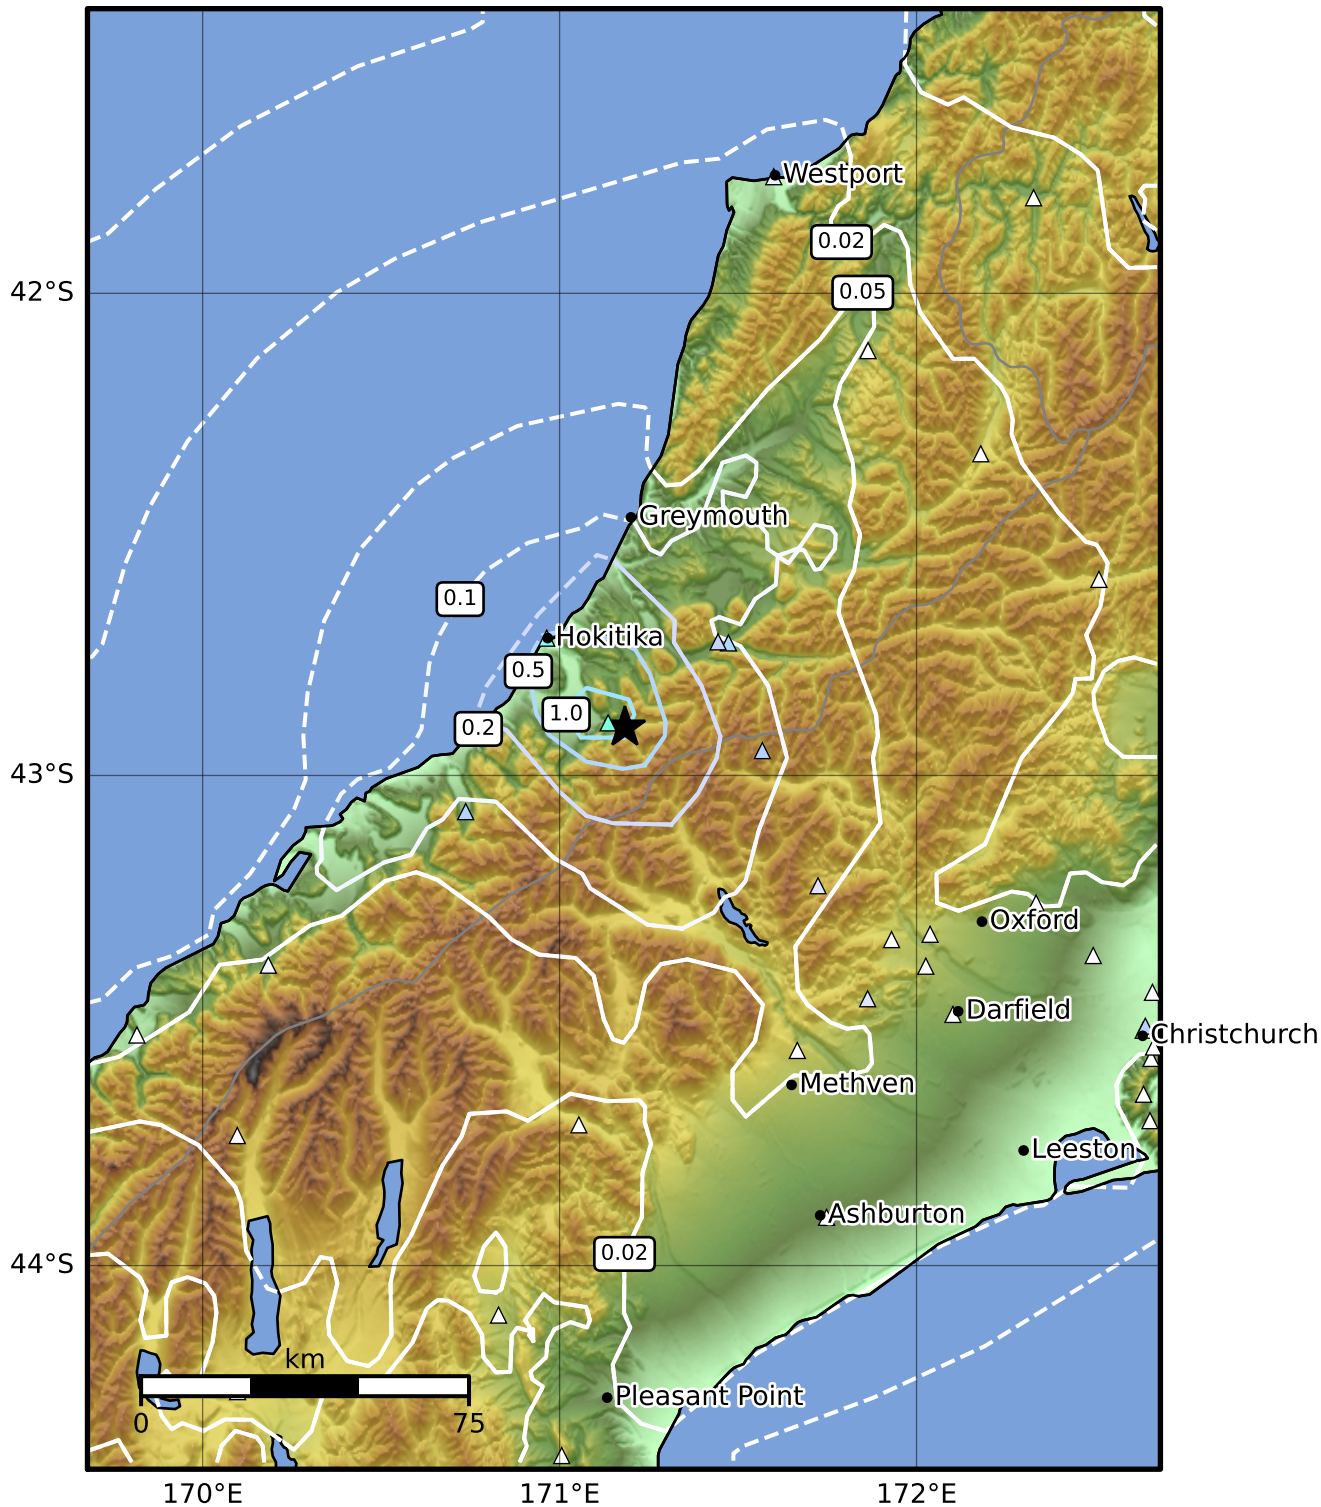 Westport
0.02
42°S
0.05
Greymouth
0.1
Hokitika
0.5
1.0
0.2
43°S
Oxford
Darfield
Christchurch
Methven
Leeston
Ashburton
0.02
44°S
km
0 75
Pleasant Point
170°E 171°E 172°E